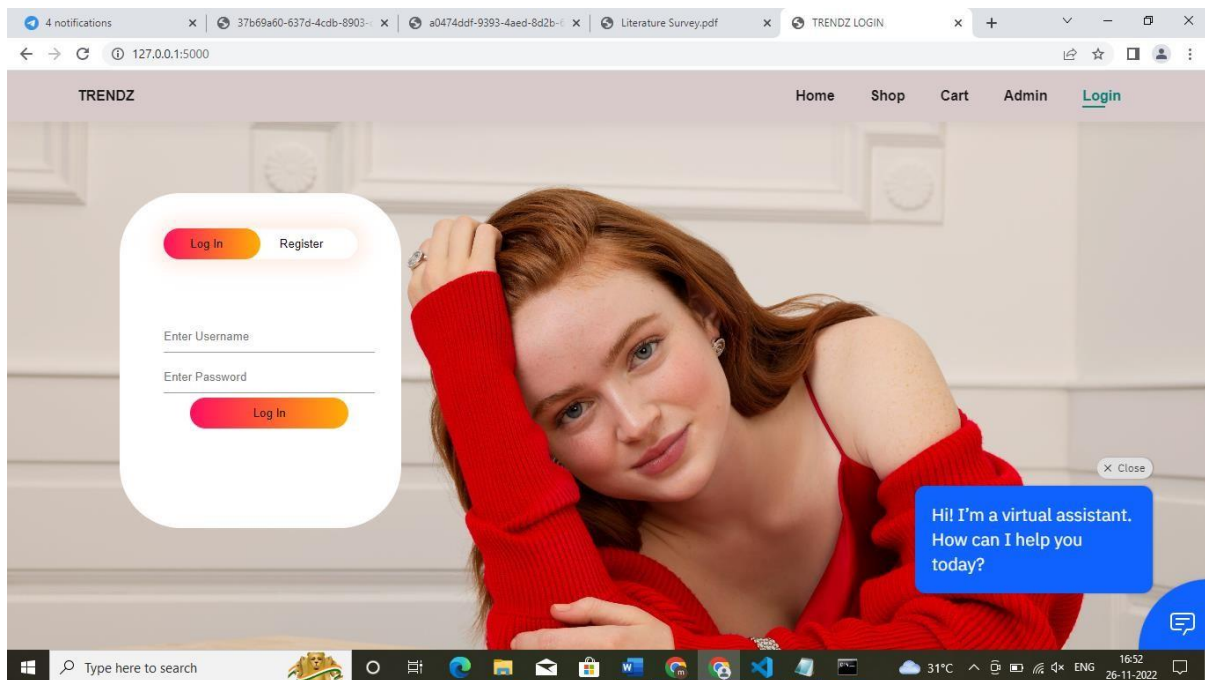 4 notifications
37b69a60-637d-4cdb-8903-
a0474ddf-9393-4aed-8d2b-
Literature Survey.pdf
TRENDZ LOGIN
127.0.0.1:5000
TRENDZ
Home Shop Cart Admin Login
Log In Register
Enter Username
Enter Password
Log In
× Close
Hi! I'm a virtual assistant.
How can I help you
today?
Type here to search
31°C
ENG
16:52
26-11-2022